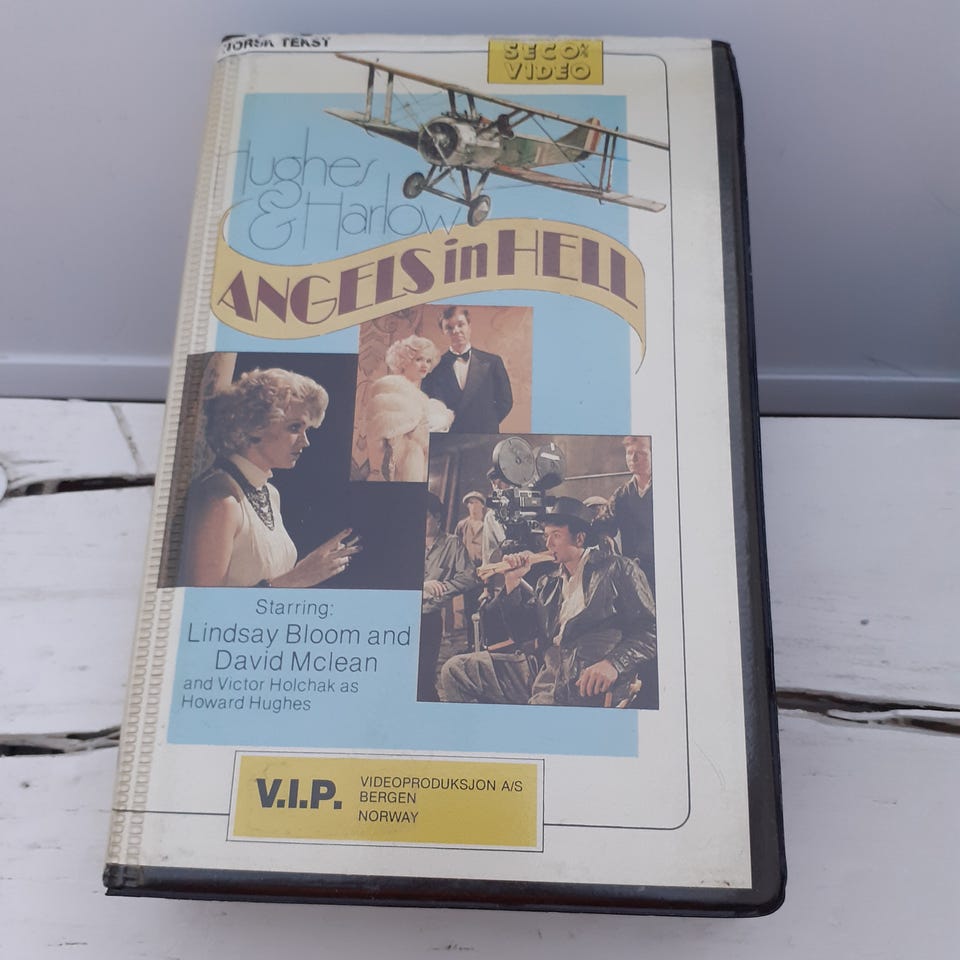 NORSK TEKST
SECOR
VIDEO
Hughes
& Harlow
ANGELS in HELL
Starring:
Lindsay Bloom and
David Mclean
and Victor Holchak as
Howard Hughes
V.I.P.
VIDEOPRODUKSJON A/S
BERGEN
NORWAY